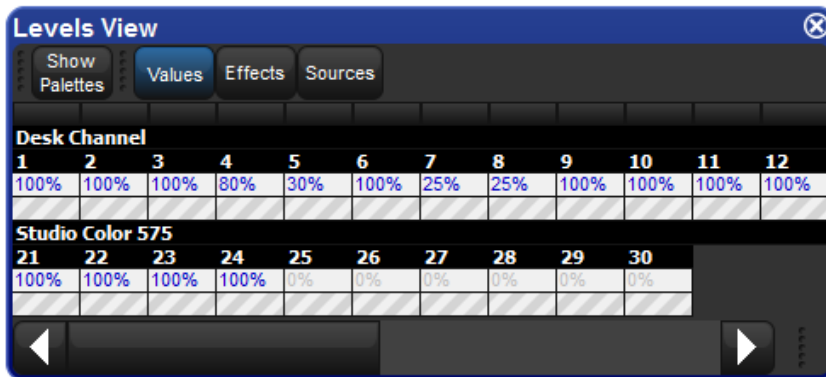 Levels View
Show
Palettes
Values Effects Sources
Desk Channel
1 2 3 4 5 6 7 8 9 10 11 12
100% 100% 100% 80% 30% 100% 25% 25% 100% 100% 100% 100%
Studio Color 575
21 22 23 24 25 26 27 28 29 30
100% 100% 100% 100% 0% 0% 0% 0% 0% 0%